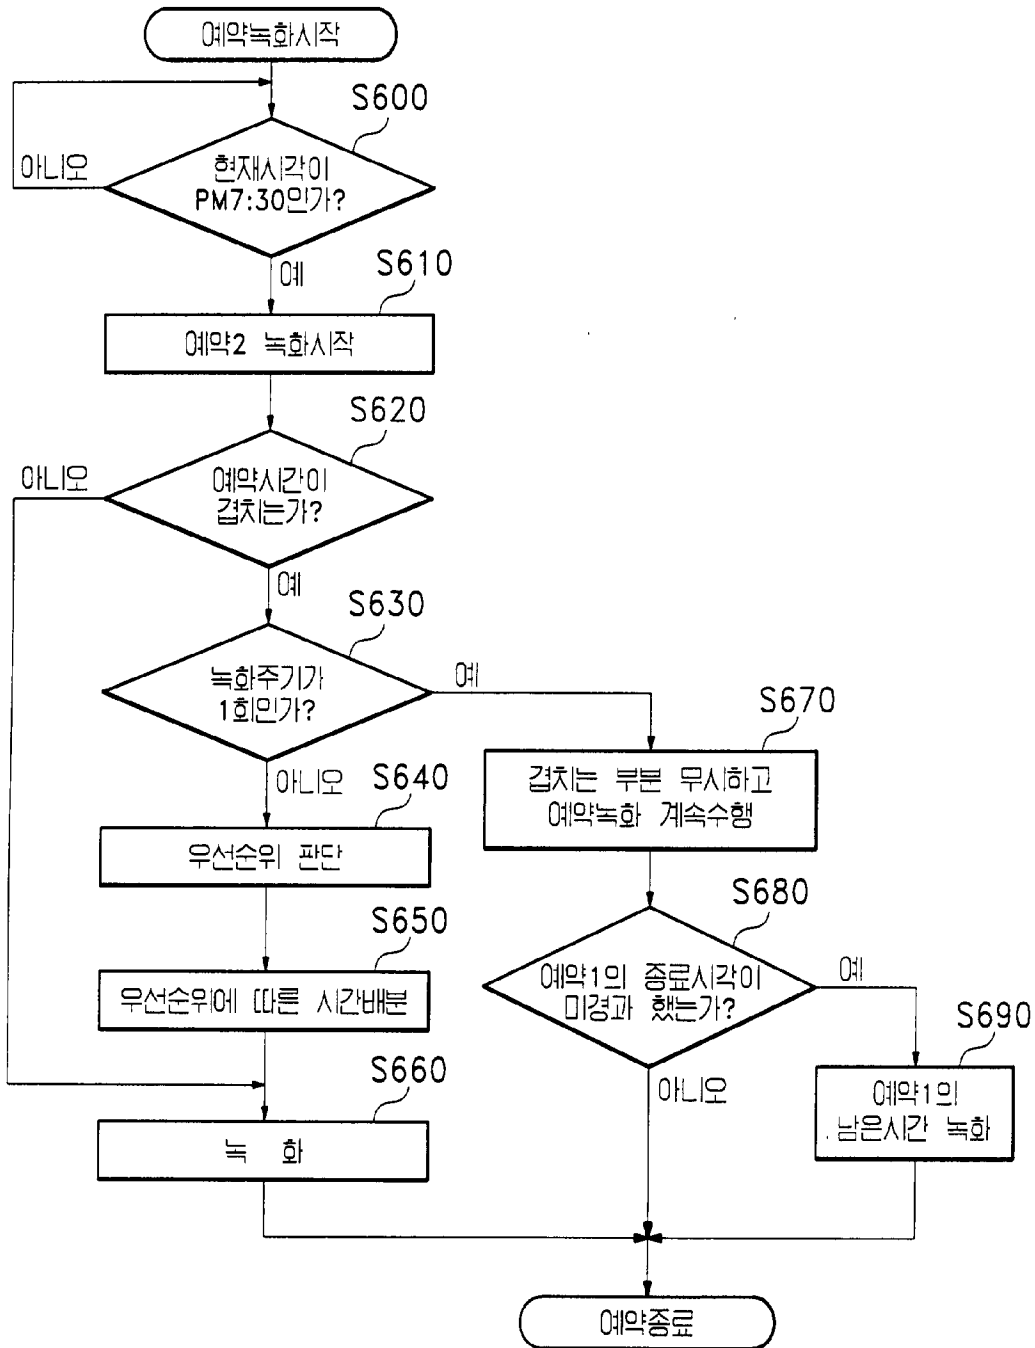 예약녹화시작
S600
아니오
현재시각이
PM7:30인가?
예
S610
예약2 녹화시작
S620
아니오
예약시간이
겹치는가?
예
S630
녹화주기가
1회인가?
예
S670
겹치는 부분 무시하고
예약녹화 계속수행
아니오
S640
우선순위 판단
S680
예약1의 종료시각이
미경과 했는가?
예
S650
우선순위에 따른 시간배분
S690
예약1의
남은시간 녹화
아니오
S660
녹 화
예약종료